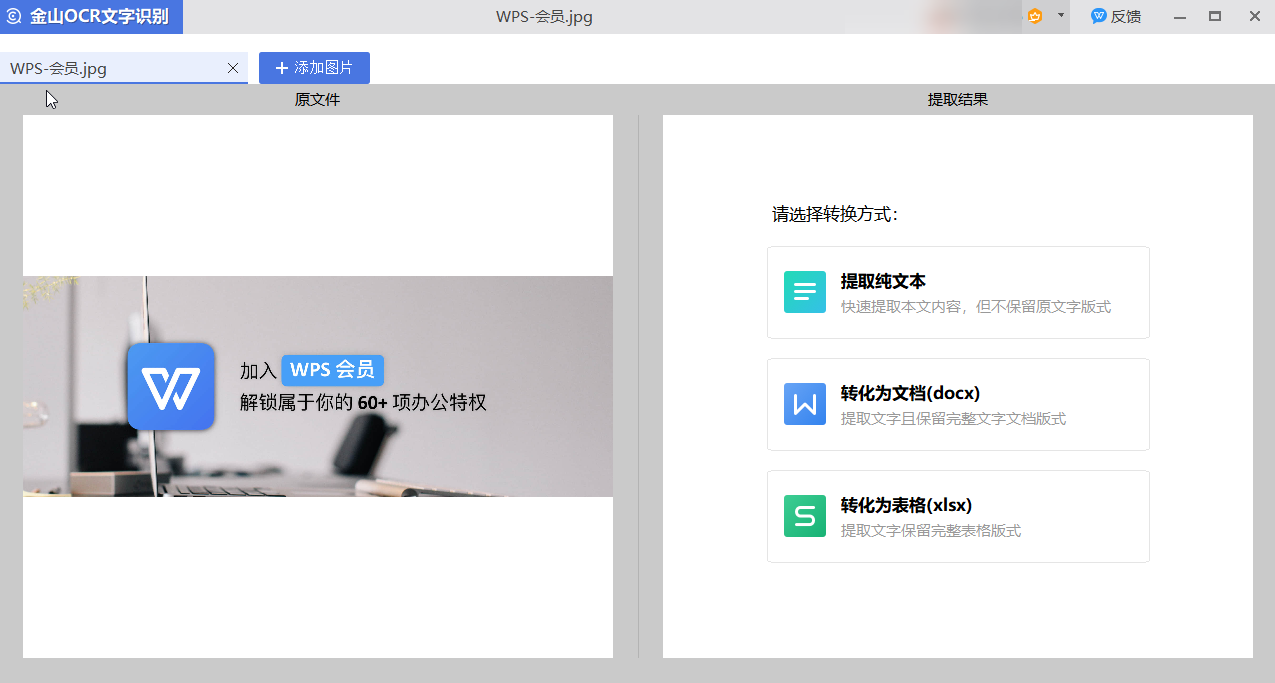 金山OCR文字识别
WPS-会员.jpg
反馈
WPS-会员.jpg
添加图片
原文件
提取结果
加入 WPS 会员
解锁属于你的 60+ 项办公特权
请选择转换方式：
提取纯文本
快速提取本文内容，但不保留原文字版式
转化为文档(docx)
提取文字且保留完整文字文档版式
转化为表格(xlsx)
提取文字保留完整表格版式